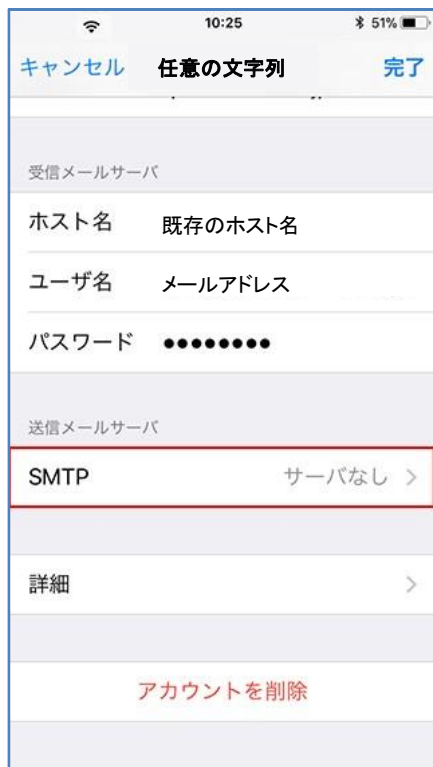 10:25
51%
キャンセル 任意の文字列 完了
受信メールサーバ
ホスト名 既存のホスト名
ユーザ名 メールアドレス
パスワード ●●●●●●●●
送信メールサーバ
SMTP サーバなし >
詳細 >
アカウントを削除